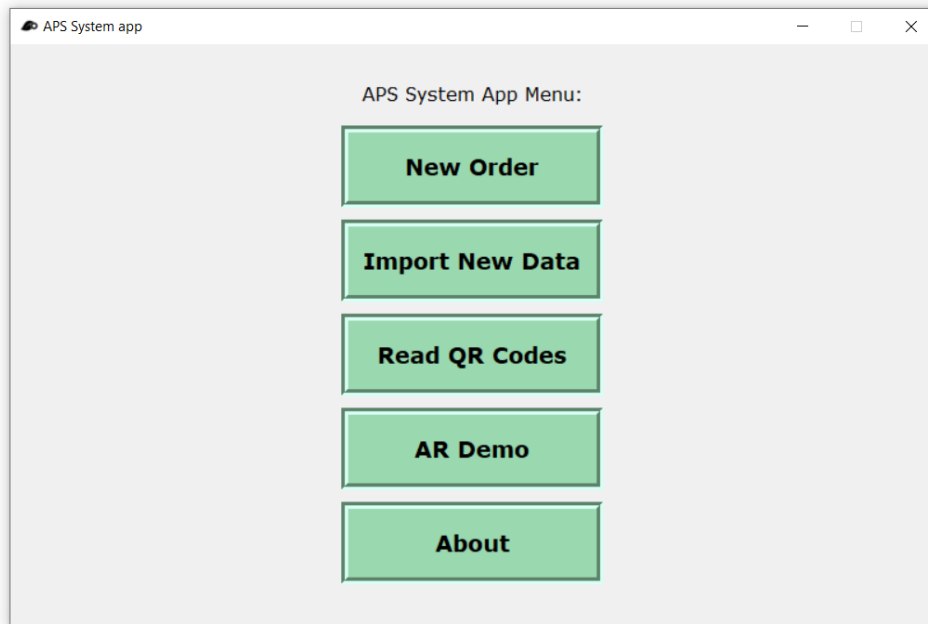 APS System app
APS System App Menu:
New Order
Import New Data
Read QR Codes
AR Demo
About